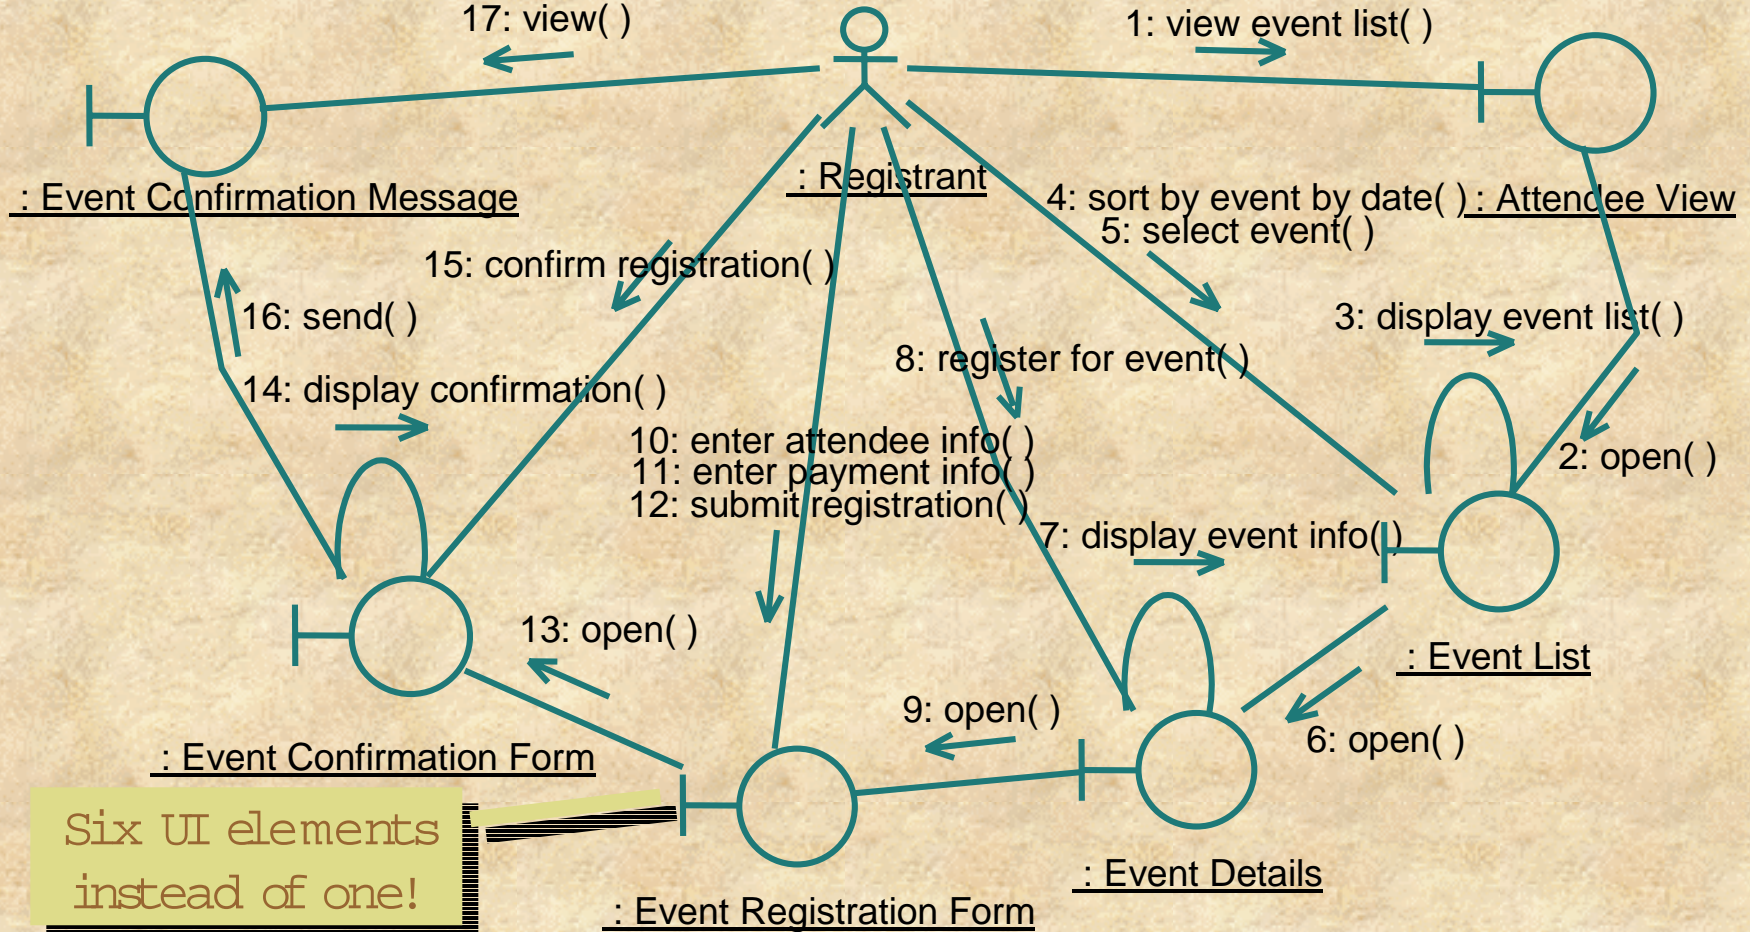 17: view( )
1: view event list( )
: Event Confirmation Message
: Registrant
4: sort by event by date( )
: Attendee View
5: select event( )
15: confirm registration( )
16: send( )
3: display event list( )
8: register for event( )
14: display confirmation( )
10: enter attendee info( )
11: enter payment info( )
12: submit registration( )
2: open( )
7: display event info( )
13: open( )
: Event List
9: open( )
6: open( )
: Event Confirmation Form
Six UI elements
instead of one!
: Event Details
: Event Registration Form